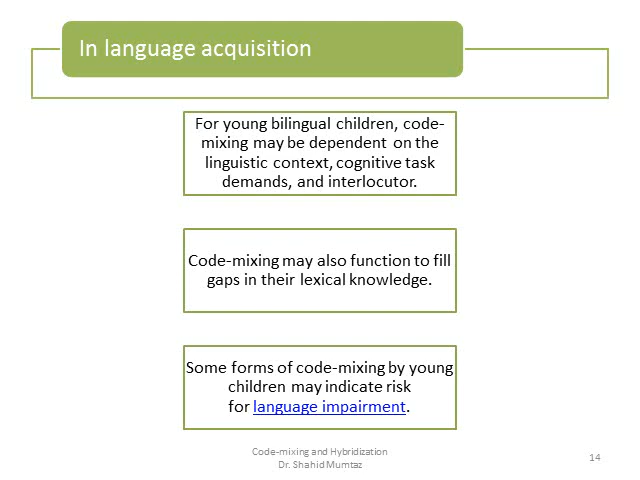 In language acquisition
For young bilingual children, code-
mixing may be dependent on the
linguistic context, cognitive task
demands, and interlocutor.
Code-mixing may also function to fill
gaps in their lexical knowledge.
Some forms of code-mixing by young
children may indicate risk
for language impairment.
Code-mixing and Hybridization
Dr. Shahid Mumtaz
14